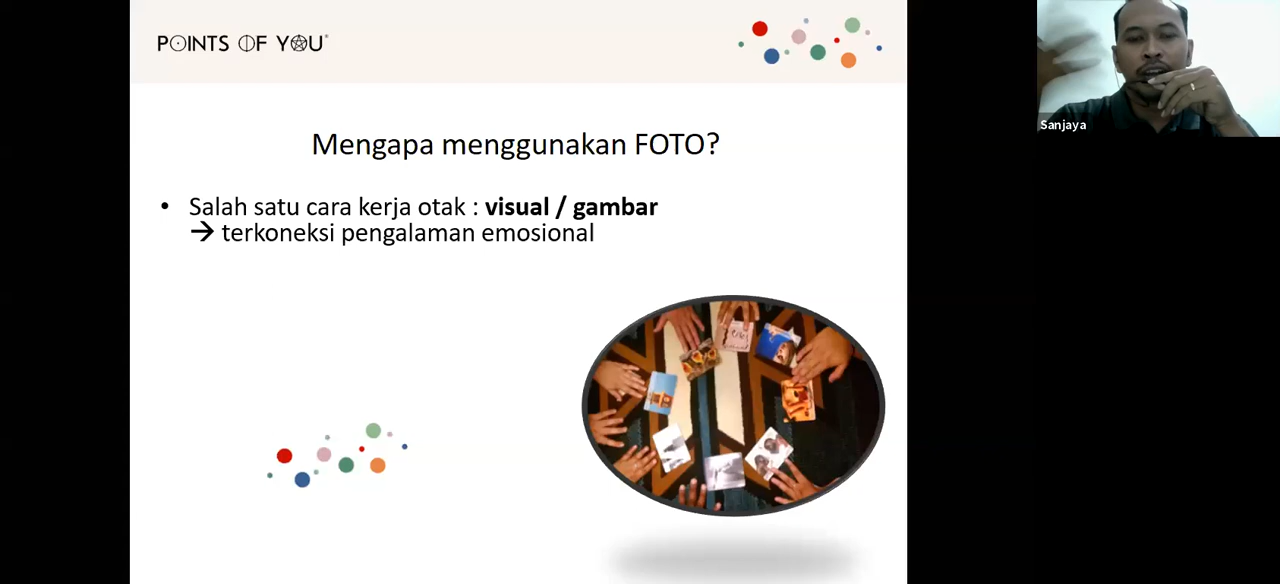 POINTS OF YOU®
Mengapa menggunakan FOTO?
• Salah satu cara kerja otak : visual / gambar
→ terkoneksi pengalaman emosional
Sanjaya